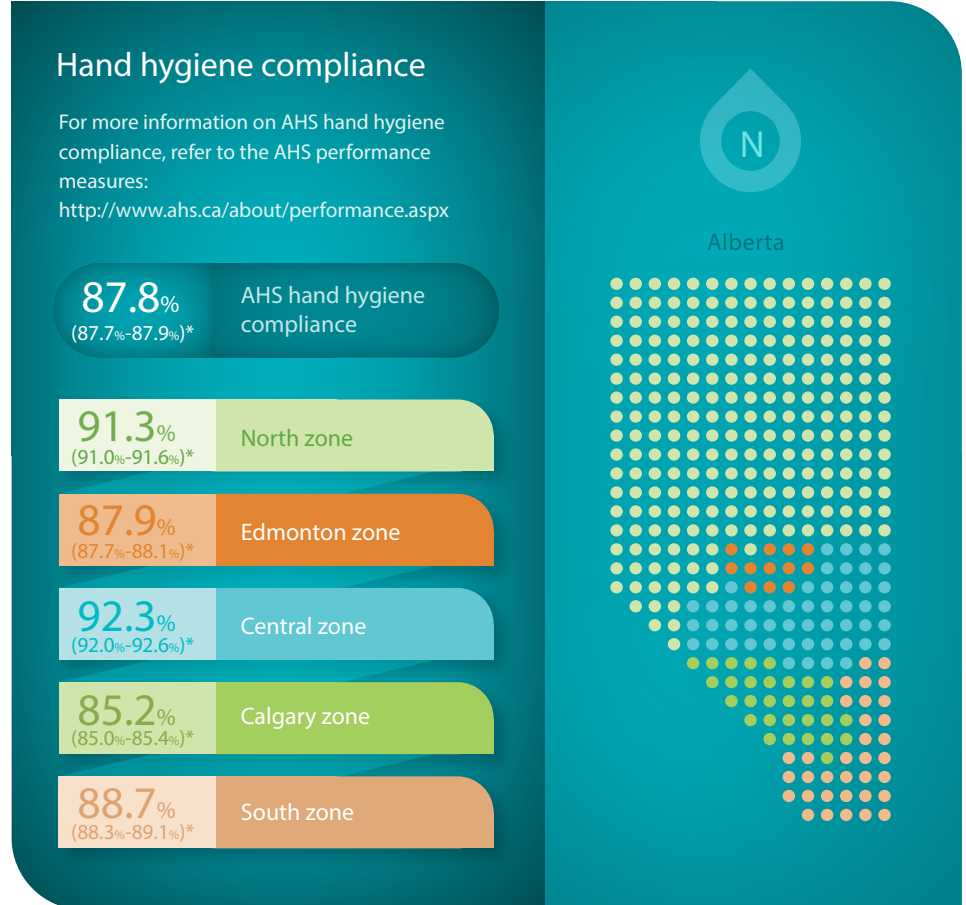 Hand hygiene compliance
For more information on AHS hand hygiene
compliance, refer to the AHS performance
measures:
http://www.ahs.ca/about/performance.aspx
87.8%
(87.7%-87.9%)*
AHS hand hygiene
compliance
91.3%
(91.0%-91.6%)*
North zone
87.9%
(87.7%-88.1%)*
Edmonton zone
92.3%
(92.0%-92.6%)*
Central zone
85.2%
(85.0%-85.4%)*
Calgary zone
88.7%
(88.3%-89.1%)*
South zone
N
Alberta